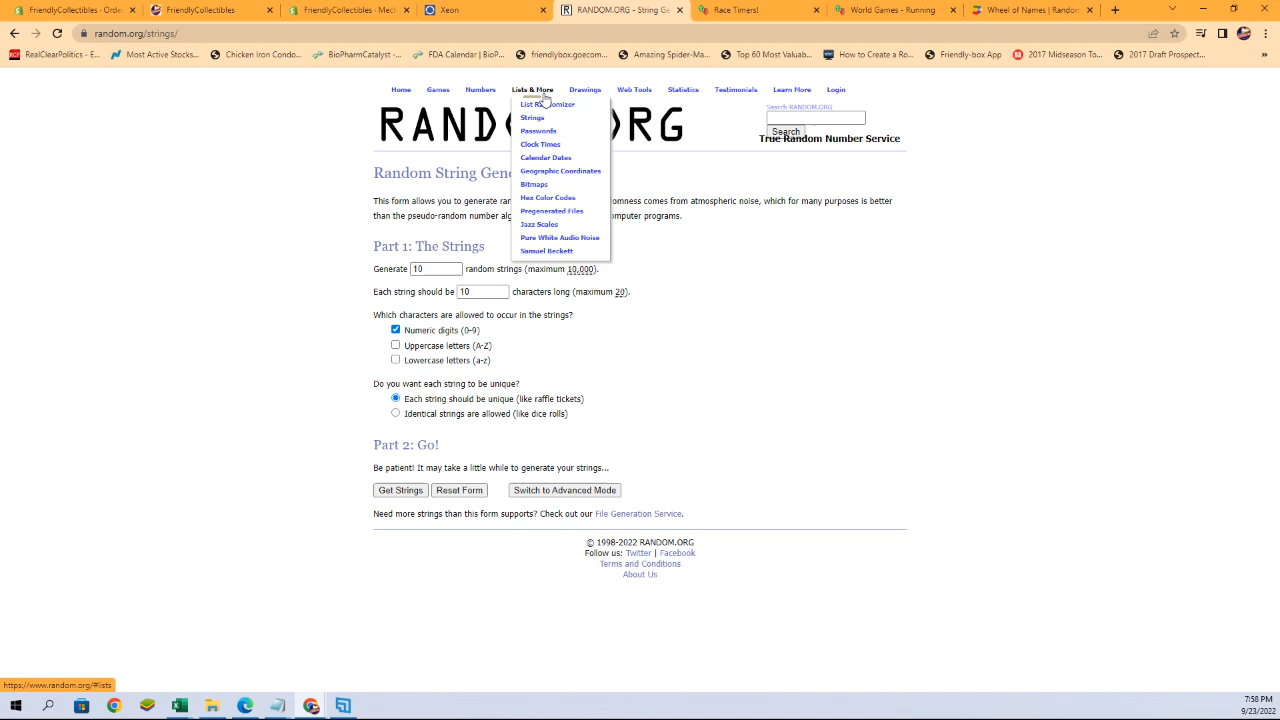 FriendlyCollectibles - Order
FriendlyCollectibles
FriendlyCollectibles - Mec
Xeon
RANDOM.ORG - String Ge
Race Timers!
World Games - Running
Wheel of Names | Random
random.org/strings/
RealClearPolitics - E...
Most Active Stocks...
Chicken Iron Condo...
BioPharmCatalyst -...
FDA Calendar | BioP...
friendlybox.goecom...
Amazing Spider-Ma...
Top 60 Most Valuab...
How to Create a Ro...
Friendly-box App
2017 Midseason To...
2017 Draft Prospect...
Home Games Numbers Lists & More Drawings Web Tools Statistics Testimonials Learn More Login
List Randomizer
Strings
Passwords
Clock Times
Calendar Dates
Geographic Coordinates
Bitmaps
Hex Color Codes
Pregenerated Files
Jazz Scales
Pure White Audio Noise
Samuel Beckett
Search RANDOM.ORG
Search
True Random Number Service
Random String Gene
This form allows you to generate ran
omness comes from atmospheric noise, which for many purposes is better
than the pseudo-random number alg
mputer programs.
Part 1: The Strings
Generate 10 random strings (maximum 10,000).
Each string should be 10 characters long (maximum 20).
Which characters are allowed to occur in the strings?
Numeric digits (0-9)
Uppercase letters (A-Z)
Lowercase letters (a-z)
Do you want each string to be unique?
Each string should be unique (like raffle tickets)
Identical strings are allowed (like dice rolls)
Part 2: Go!
Be patient! It may take a little while to generate your strings...
Get Strings Reset Form Switch to Advanced Mode
Need more strings than this form supports? Check out our File Generation Service.
© 1998-2022 RANDOM.ORG
Follow us: Twitter | Facebook
Terms and Conditions
About Us
https://www.random.org/#lists
7:58 PM
9/23/2022